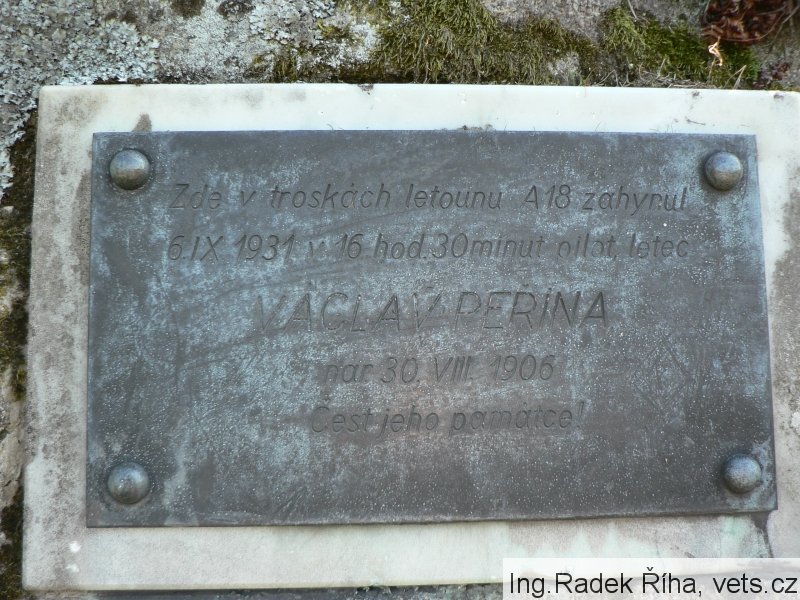 Zde v troskách letounu A18 zahynul
6.IX 1931 v 16 hod.30minut pilot, letec
VÁCLAV PEŘINA
nar 30. VIII. 1906
Čest jeho památce!
Ing.Radek Říha, vets.cz